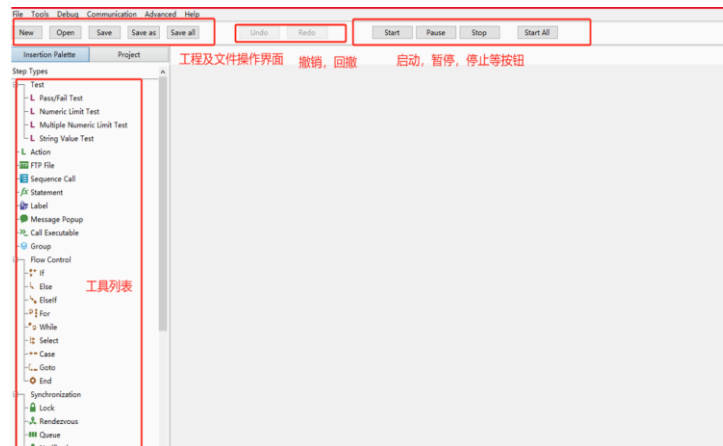 File Tools Debug Communication Advanced Help
New Open Save Save as Save all Undo Redo Start Pause Stop Start All
Insertion Palette Project
工程及文件操作界面 撤销，回撤 启动，暂停，停止等按钮
Step Types
Test
Pass/Fail Test
Numeric Limit Test
Multiple Numeric Limit Test
String Value Test
Action
FTP File
Sequence Call
Statement
Label
Message Popup
Call Executable
Group
Flow Control
If
Else
工具列表
ElseIf
For
While
Select
Case
Goto
End
Synchronization
Lock
Rendezvous
Queue